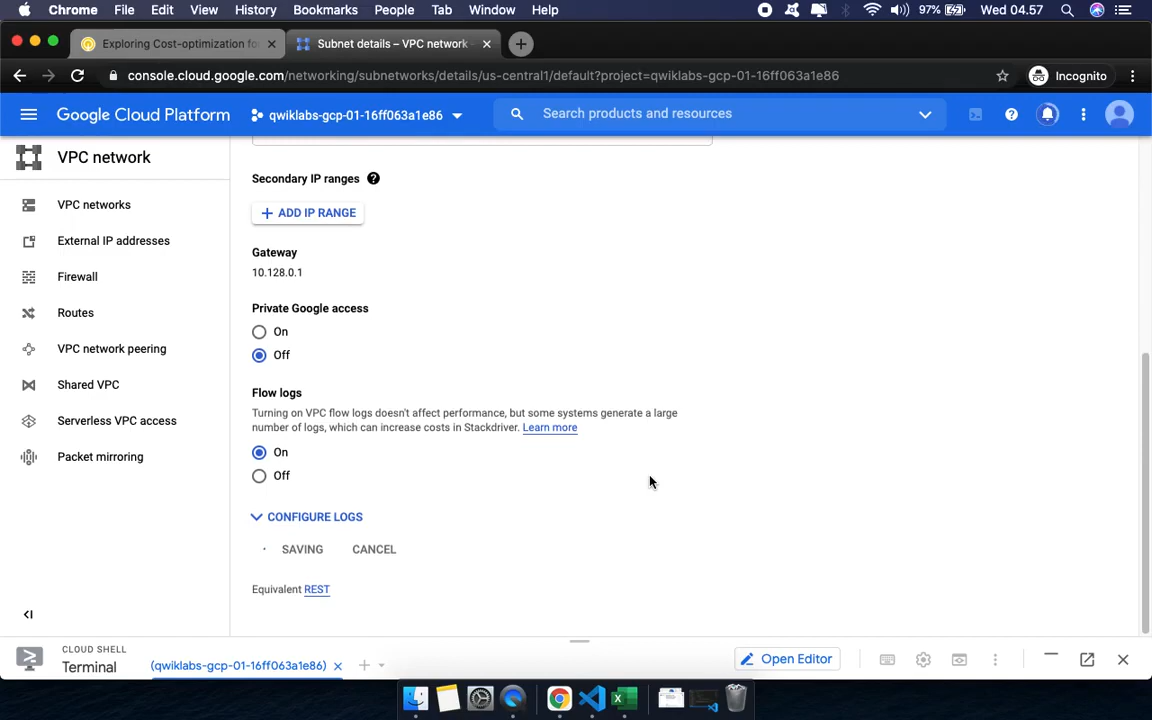 Chrome File Edit View History Bookmarks People Tab Window Help 97% Wed 04.57
Exploring Cost-optimization fo
Subnet details – VPC network
console.cloud.google.com/networking/subnetworks/details/us-central1/default?project=qwiklabs-gcp-01-16ff063a1e86
Incognito
Google Cloud Platform
qwiklabs-gcp-01-16ff063a1e86
Search products and resources
VPC network
VPC networks
External IP addresses
Firewall
Routes
VPC network peering
Shared VPC
Serverless VPC access
Packet mirroring
Secondary IP ranges
ADD IP RANGE
Gateway
10.128.0.1
Private Google access
On
Off
Flow logs
Turning on VPC flow logs doesn't affect performance, but some systems generate a large
number of logs, which can increase costs in Stackdriver. Learn more
On
Off
CONFIGURE LOGS
SAVING CANCEL
Equivalent REST
CLOUD SHELL
Terminal
(qwiklabs-gcp-01-16ff063a1e86)
Open Editor